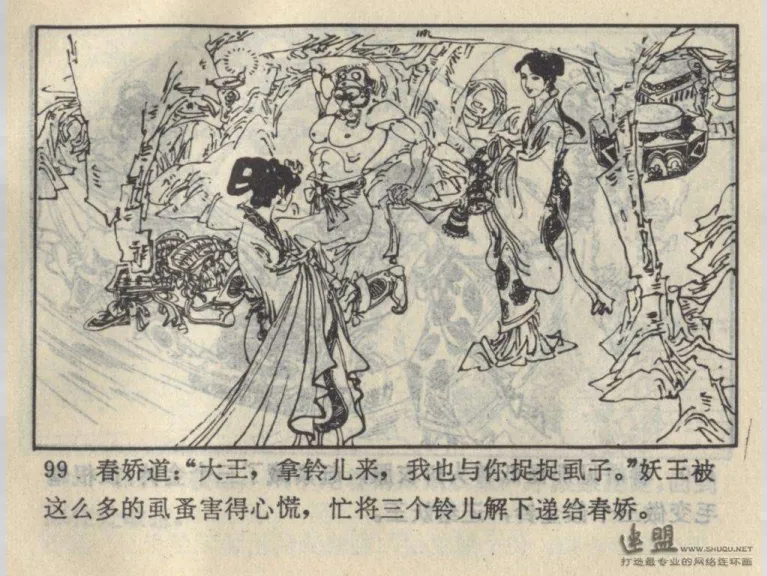 99 春娇道：“大王，拿铃儿来，我也与你捉捉虱子。”妖王被
这么多的虱蚤害得心慌，忙将三个铃儿解下递给春娇。
连盟 WWW.SHUQU.NET
打造最专业的网络连环画